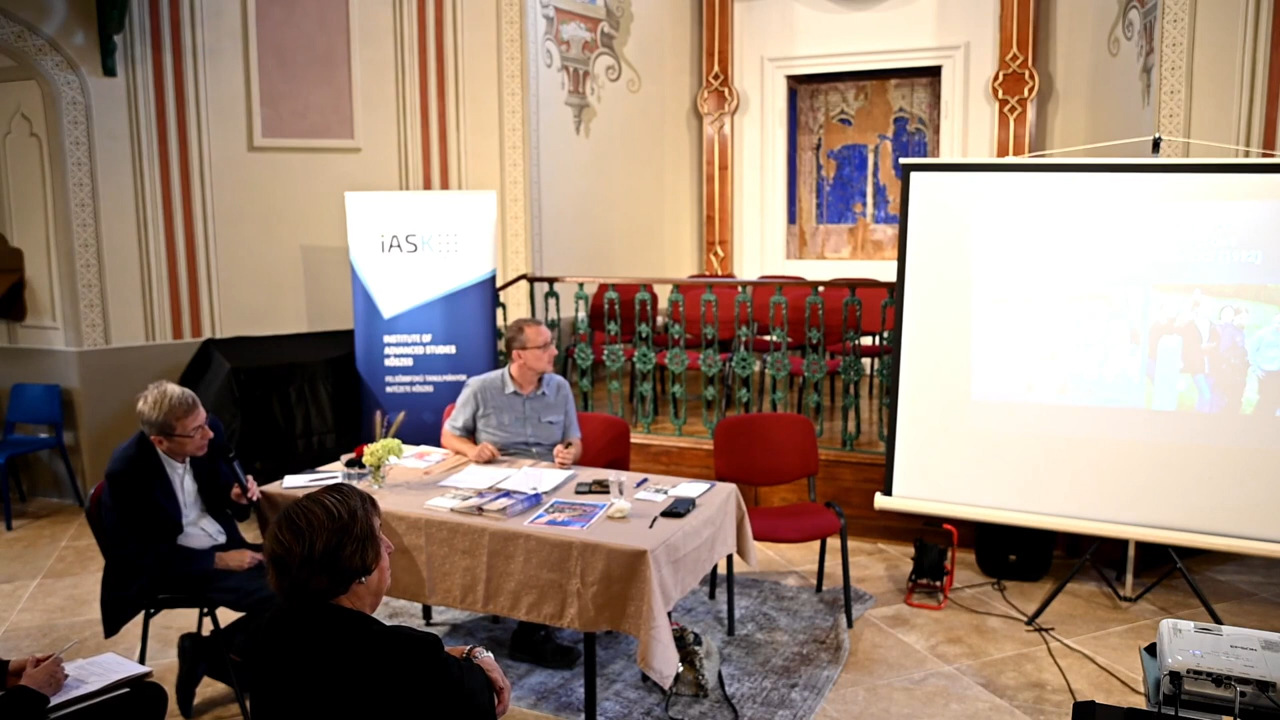 iASK
INSTITUTE OF
ADVANCED STUDIES
KŐSZEG
FELSŐBBFOKÚ TANULMÁNYOK
INTÉZETE KŐSZEG